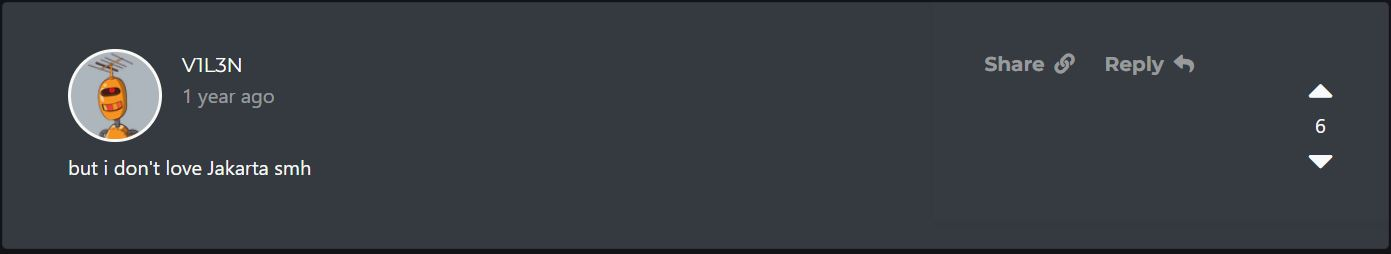 V1L3N
Share
Reply
1 year ago
6
but i don't love Jakarta smh